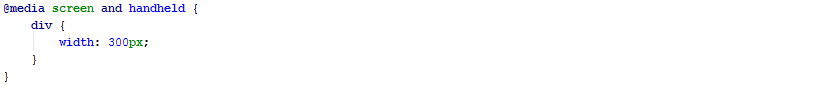 @media screen and handheld {
    div {
        width: 300px;
    }
}